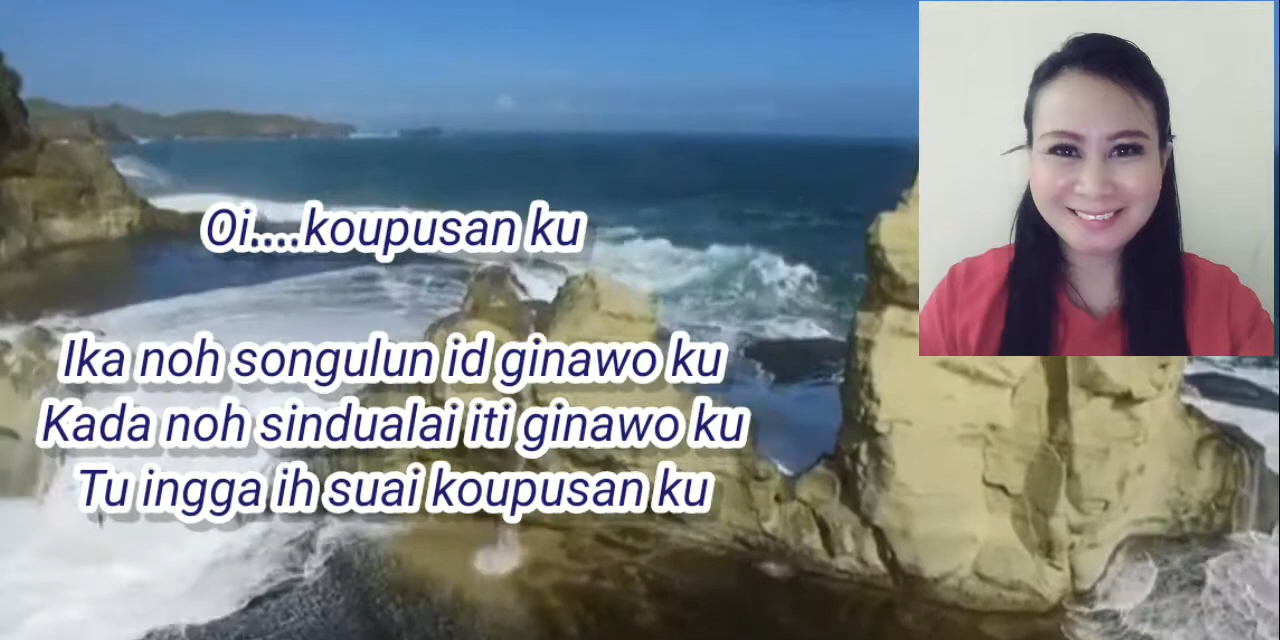 Oi....koupusan ku
Ika noh songulun id ginawo ku
Kada noh sindualai iti ginawo ku
Tu ingga ih suai koupusan ku